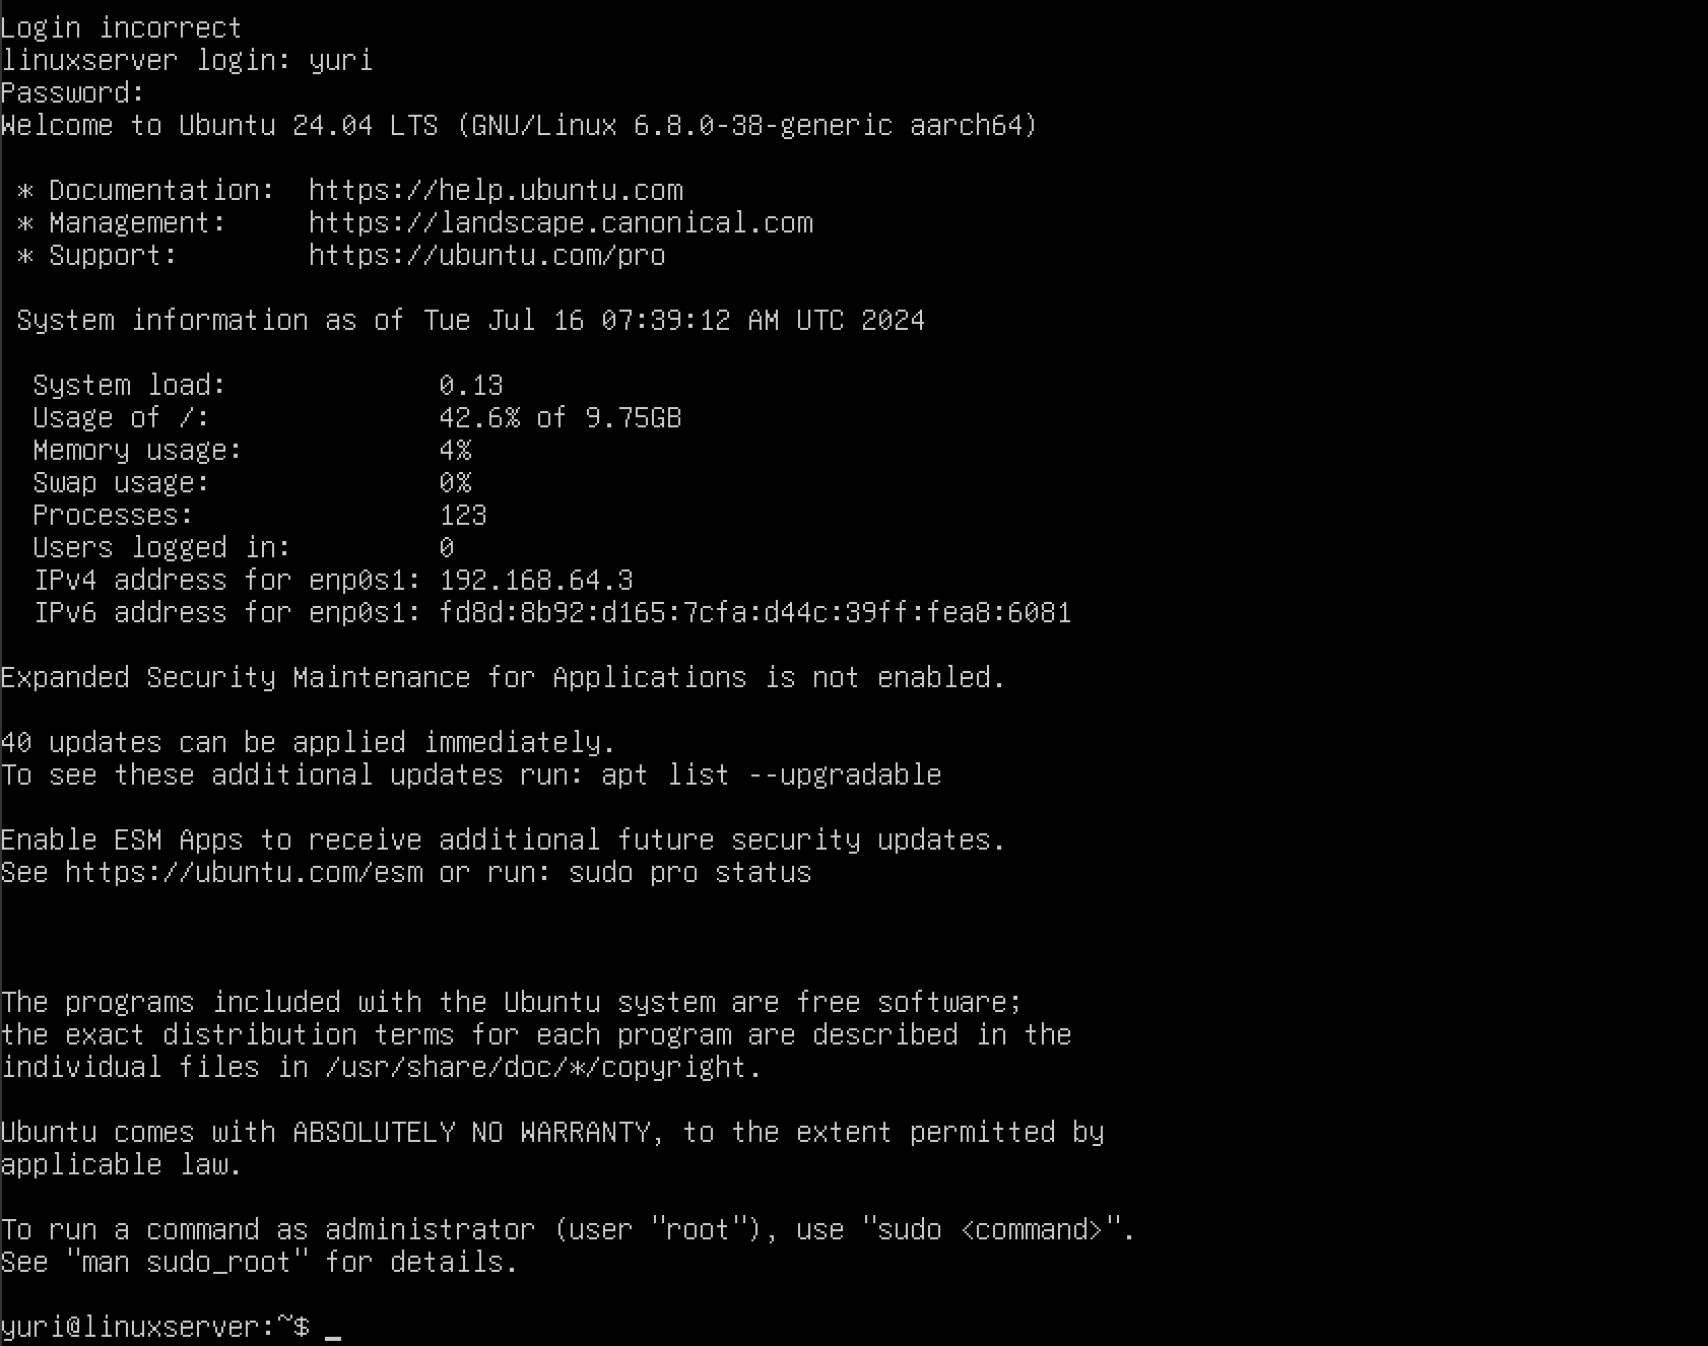 Login incorrect
linuxserver login: yuri
Password:
Welcome to Ubuntu 24.04 LTS (GNU/Linux 6.8.0-38-generic aarch64)
* Documentation:  https://help.ubuntu.com
* Management:     https://landscape.canonical.com
* Support:        https://ubuntu.com/pro
System information as of Tue Jul 16 07:39:12 AM UTC 2024
System load:             0.13
Usage of /:              42.6% of 9.75GB
Memory usage:            4%
Swap usage:              0%
Processes:               123
Users logged in:         0
IPv4 address for enp0s1: 192.168.64.3
IPv6 address for enp0s1: fd8d:8b92:d165:7cfa:d44c:39ff:fea8:6081
Expanded Security Maintenance for Applications is not enabled.
40 updates can be applied immediately.
To see these additional updates run: apt list --upgradable
Enable ESM Apps to receive additional future security updates.
See https://ubuntu.com/esm or run: sudo pro status
The programs included with the Ubuntu system are free software;
the exact distribution terms for each program are described in the
individual files in /usr/share/doc/*/copyright.
Ubuntu comes with ABSOLUTELY NO WARRANTY, to the extent permitted by
applicable law.
To run a command as administrator (user "root"), use "sudo <command>".
See "man sudo_root" for details.
yuri@linuxserver:~$ _